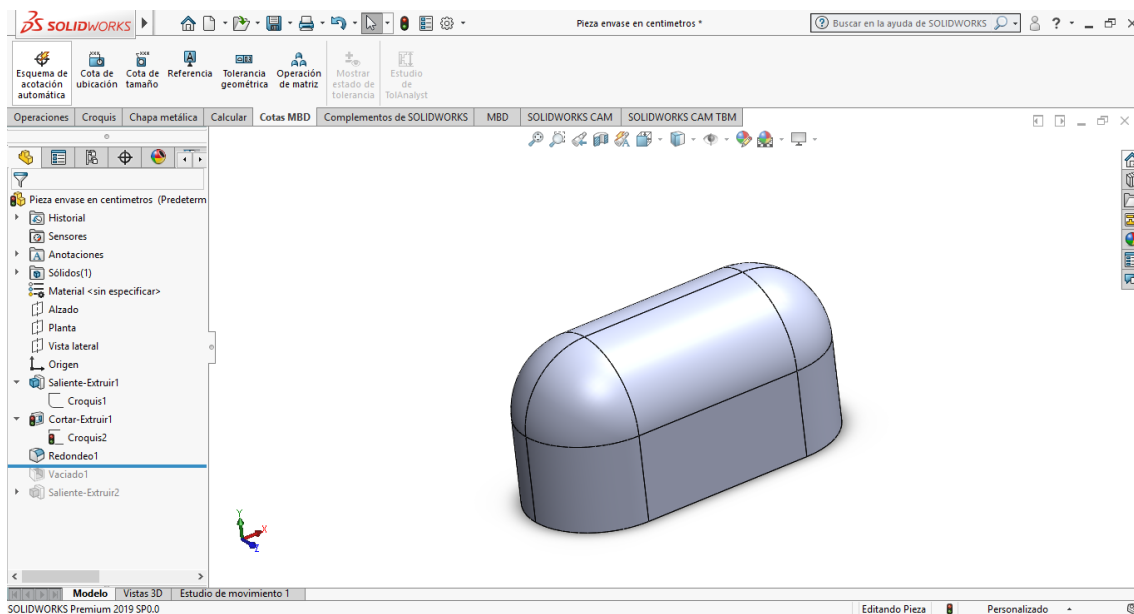 SOLIDWORKS
Pieza envase en centimetros *
Buscar en la ayuda de SOLIDWORKS
Esquema de acotación automática
Cota de ubicación
Cota de tamaño
Referencia
Tolerancia geométrica
Operación de matriz
Mostrar estado de tolerancia
Estudio de TolAnalyst
Operaciones Croquis Chapa metálica Calcular Cotas MBD Complementos de SOLIDWORKS MBD SOLIDWORKS CAM SOLIDWORKS CAM TBM
Pieza envase en centimetros (Predeterm
Historial
Sensores
Anotaciones
Sólidos(1)
Material <sin especificar>
Alzado
Planta
Vista lateral
Origen
Saliente-Extruir1
Croquis1
Cortar-Extruir1
Croquis2
Redondeo1
Vaciado1
Saliente-Extruir2
Y
X
Z
Modelo Vistas 3D Estudio de movimiento 1
SOLIDWORKS Premium 2019 SP0.0 Editando Pieza Personalizado